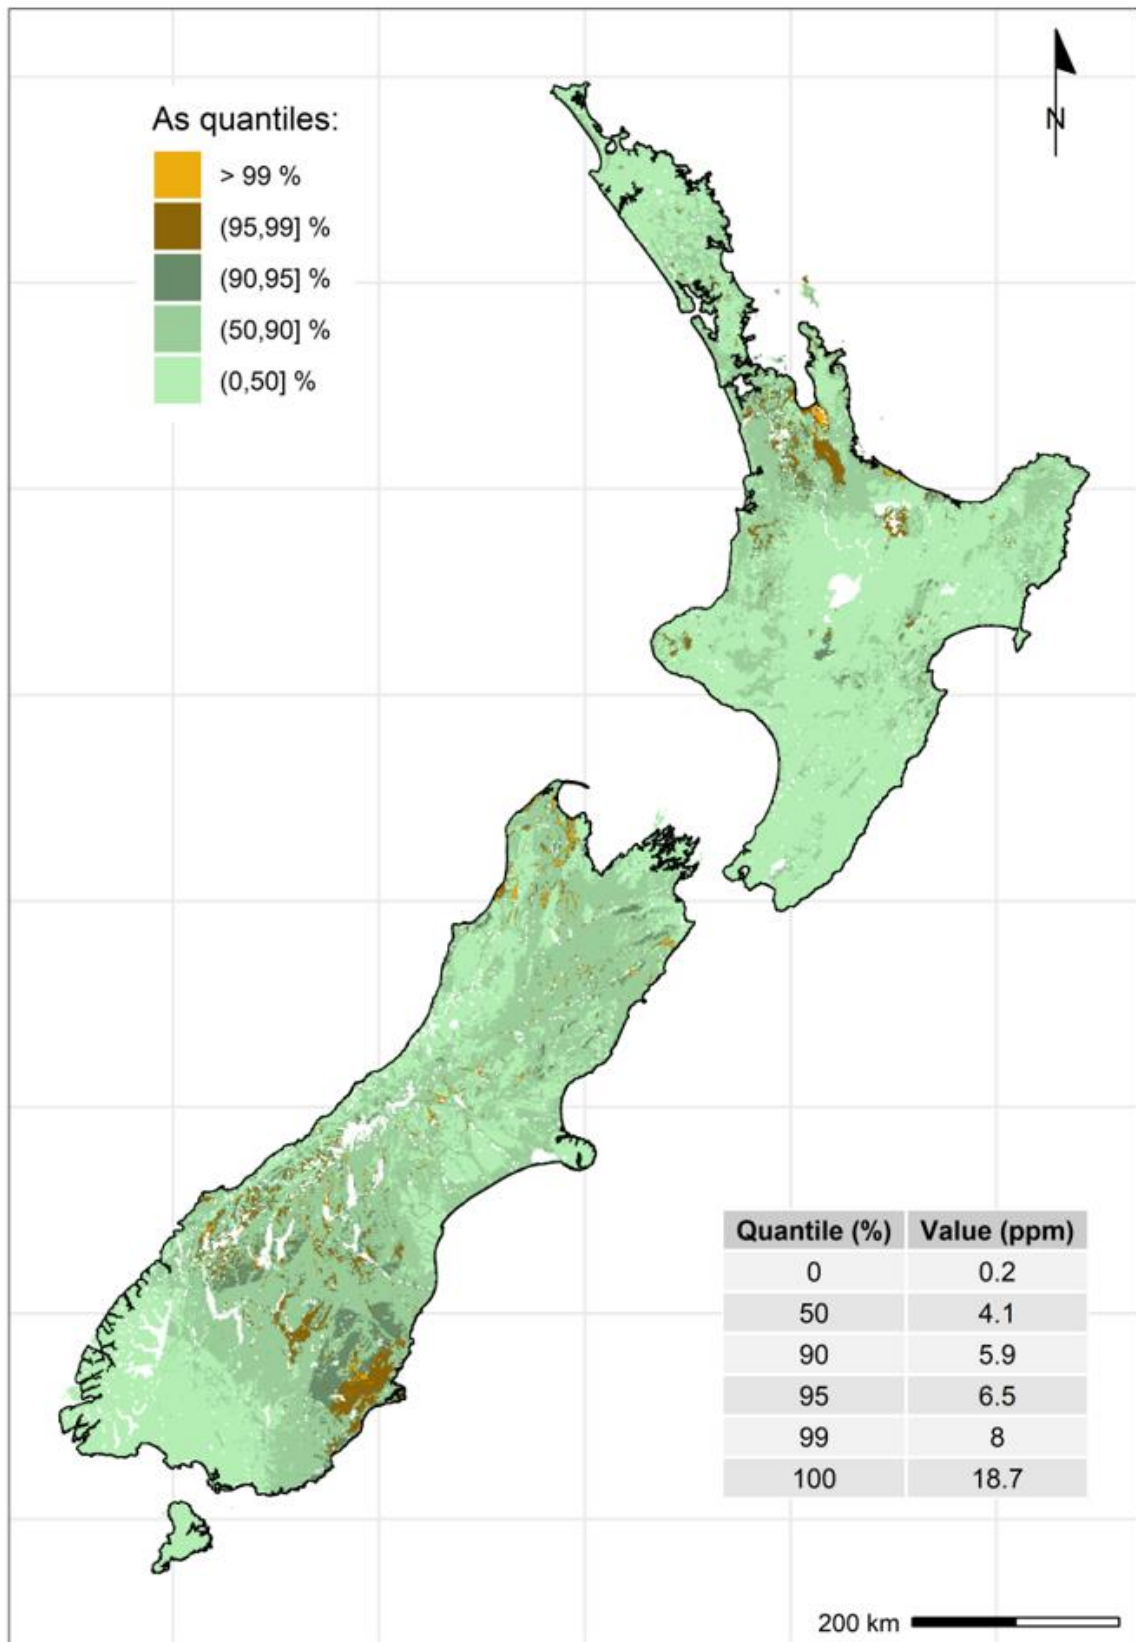 N
As quantiles:
> 99 %
(95,99] %
(90,95] %
(50,90] %
(0,50] %
Quantile (%) Value (ppm)
0 0.2
50 4.1
90 5.9
95 6.5
99 8
100 18.7
200 km